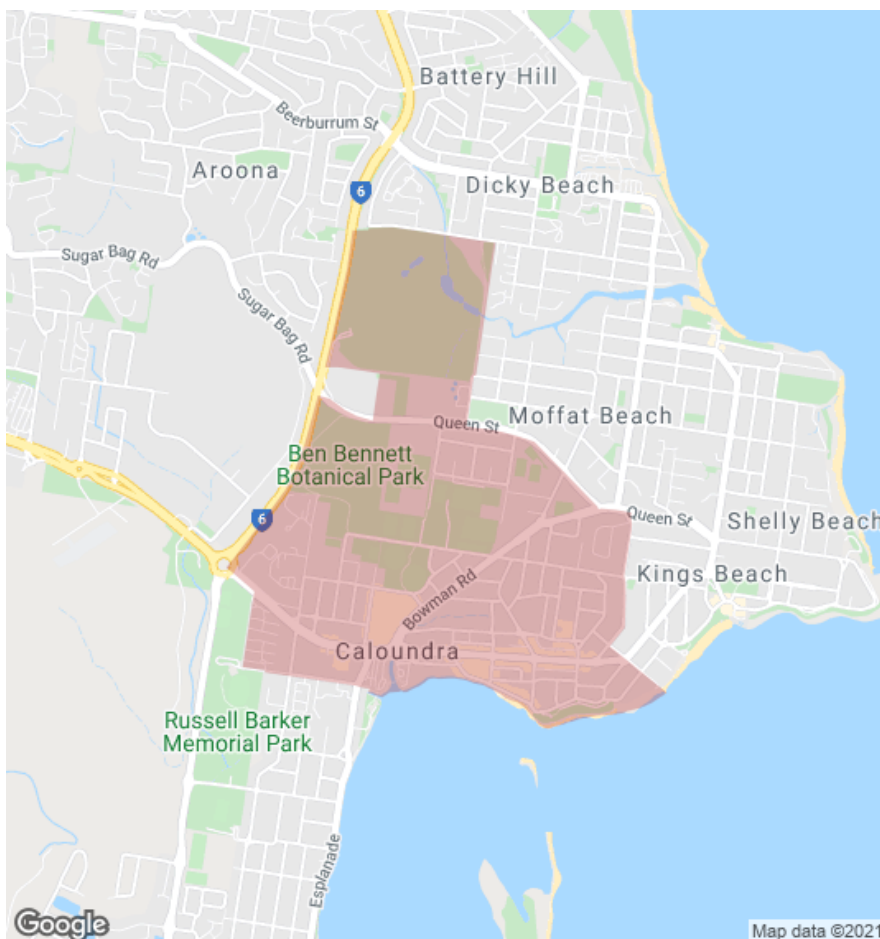 Battery Hill
Beerburrum St
Aroona
6
Dicky Beach
Sugar Bag Rd
Sugar Bag Rd
Moffat Beach
Queen St
Ben Bennett
Botanical Park
6
Queen St
Shelly Beach
Kings Beach
Bowman Rd
Caloundra
Russell Barker
Memorial Park
Esplanade
Google
Map data ©2021